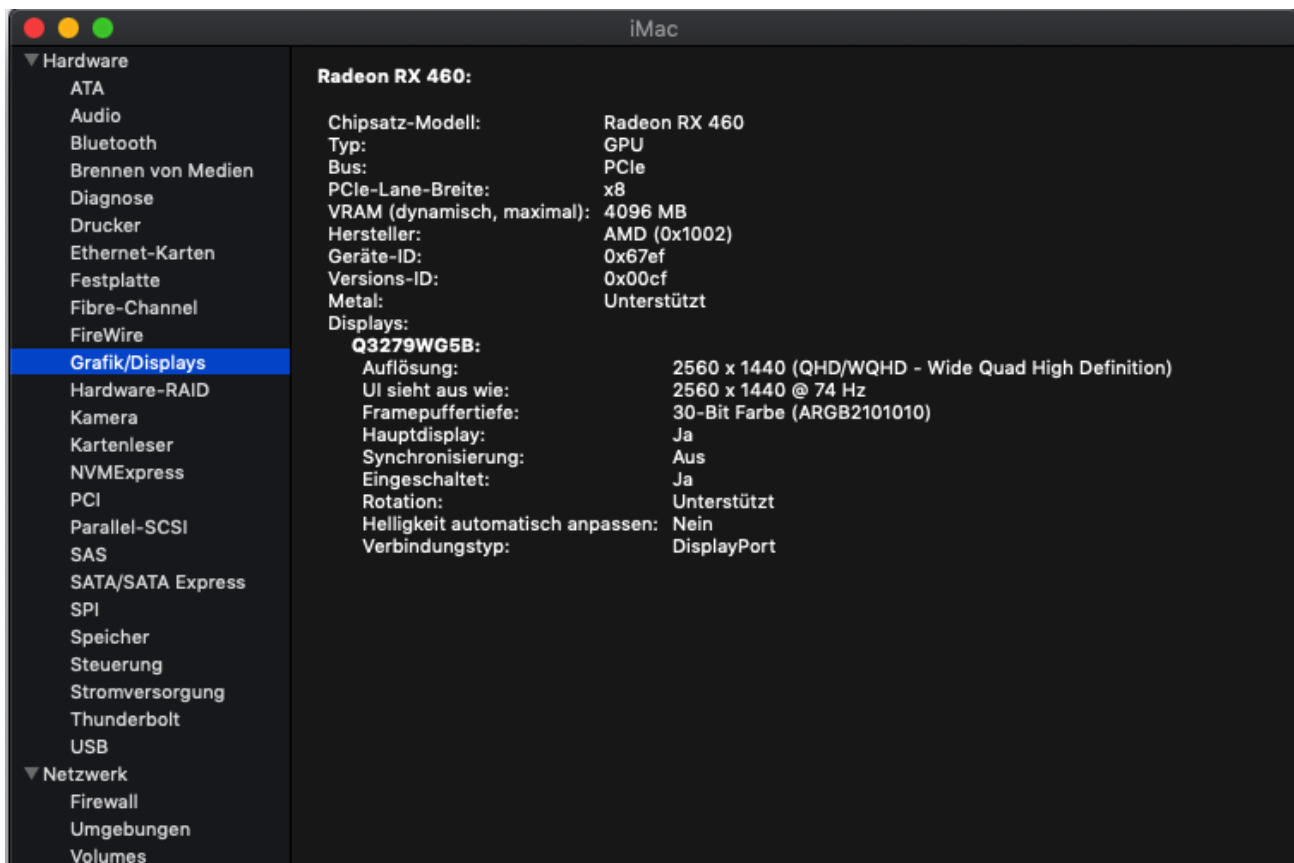 iMac
Hardware
ATA
Audio
Bluetooth
Brennen von Medien
Diagnose
Drucker
Ethernet-Karten
Festplatte
Fibre-Channel
FireWire
Grafik/Displays
Hardware-RAID
Kamera
Kartenleser
NVMExpress
PCI
Parallel-SCSI
SAS
SATA/SATA Express
SPI
Speicher
Steuerung
Stromversorgung
Thunderbolt
USB
Netzwerk
Firewall
Umgebungen
Volumes
Radeon RX 460:
Chipsatz-Modell: Radeon RX 460
Typ: GPU
Bus: PCIe
PCIe-Lane-Breite: x8
VRAM (dynamisch, maximal): 4096 MB
Hersteller: AMD (0x1002)
Geräte-ID: 0x67ef
Versions-ID: 0x00cf
Metal: Unterstützt
Displays:
Q3279WG5B:
Auflösung: 2560 x 1440 (QHD/WQHD - Wide Quad High Definition)
UI sieht aus wie: 2560 x 1440 @ 74 Hz
Framepuffertiefe: 30-Bit Farbe (ARGB2101010)
Hauptdisplay: Ja
Synchronisierung: Aus
Eingeschaltet: Ja
Rotation: Unterstützt
Helligkeit automatisch anpassen: Nein
Verbindungstyp: DisplayPort